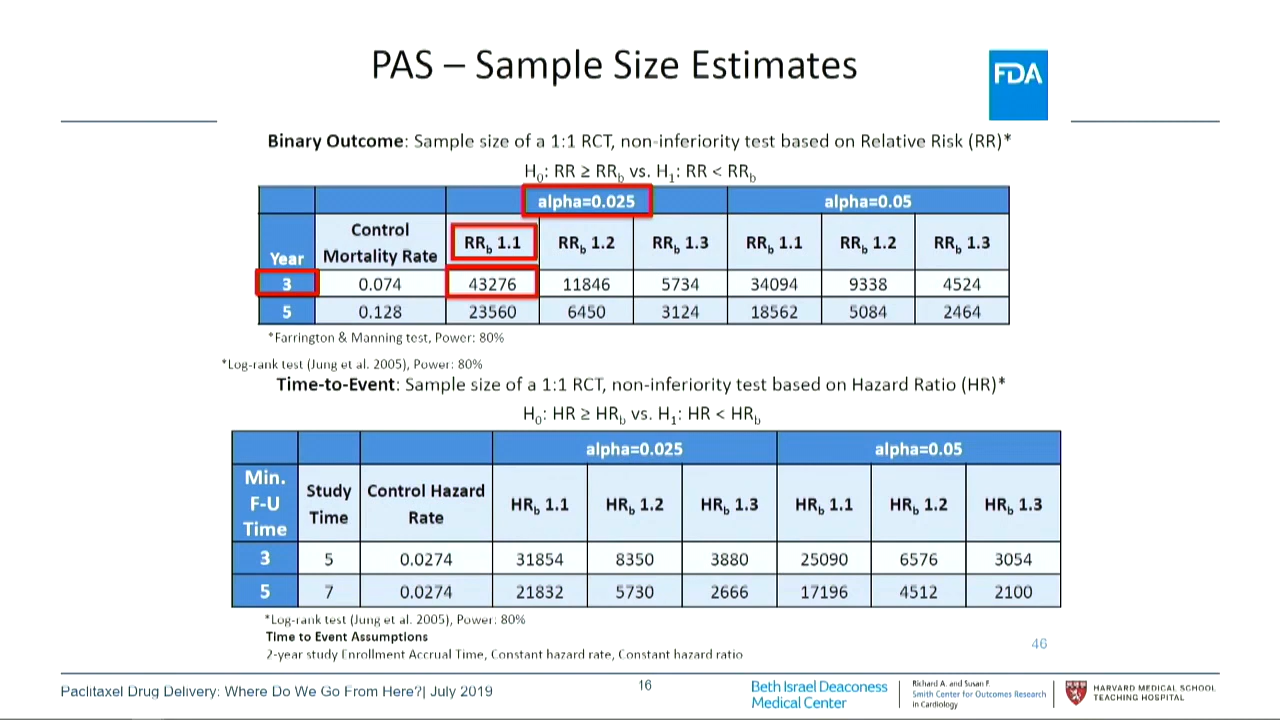 PAS – Sample Size Estimates
FDA
Binary Outcome: Sample size of a 1:1 RCT, non-inferiority test based on Relative Risk (RR)*
H0: RR ≥ RRb vs. H1: RR < RRb
alpha=0.025 alpha=0.05
Year Control Mortality Rate RRb 1.1 RRb 1.2 RRb 1.3 RRb 1.1 RRb 1.2 RRb 1.3
3 0.074 43276 11846 5734 34094 9338 4524
5 0.128 23560 6450 3124 18562 5084 2464
*Farrington & Manning test, Power: 80%
*Log-rank test (Jung et al. 2005), Power: 80%
Time-to-Event: Sample size of a 1:1 RCT, non-inferiority test based on Hazard Ratio (HR)*
H0: HR ≥ HRb vs. H1: HR < HRb
alpha=0.025 alpha=0.05
Min. F-U Time Study Time Control Hazard Rate HRb 1.1 HRb 1.2 HRb 1.3 HRb 1.1 HRb 1.2 HRb 1.3
3 5 0.0274 31854 8350 3880 25090 6576 3054
5 7 0.0274 21832 5730 2666 17196 4512 2100
*Log-rank test (Jung et al. 2005), Power: 80%
Time to Event Assumptions
2-year study Enrollment Accrual Time, Constant hazard rate, Constant hazard ratio
46
Paclitaxel Drug Delivery: Where Do We Go From Here?| July 2019
16
Beth Israel Deaconess
Medical Center
Richard A. and Susan F.
Smith Center for Outcomes Research
in Cardiology
HARVARD MEDICAL SCHOOL
TEACHING HOSPITAL